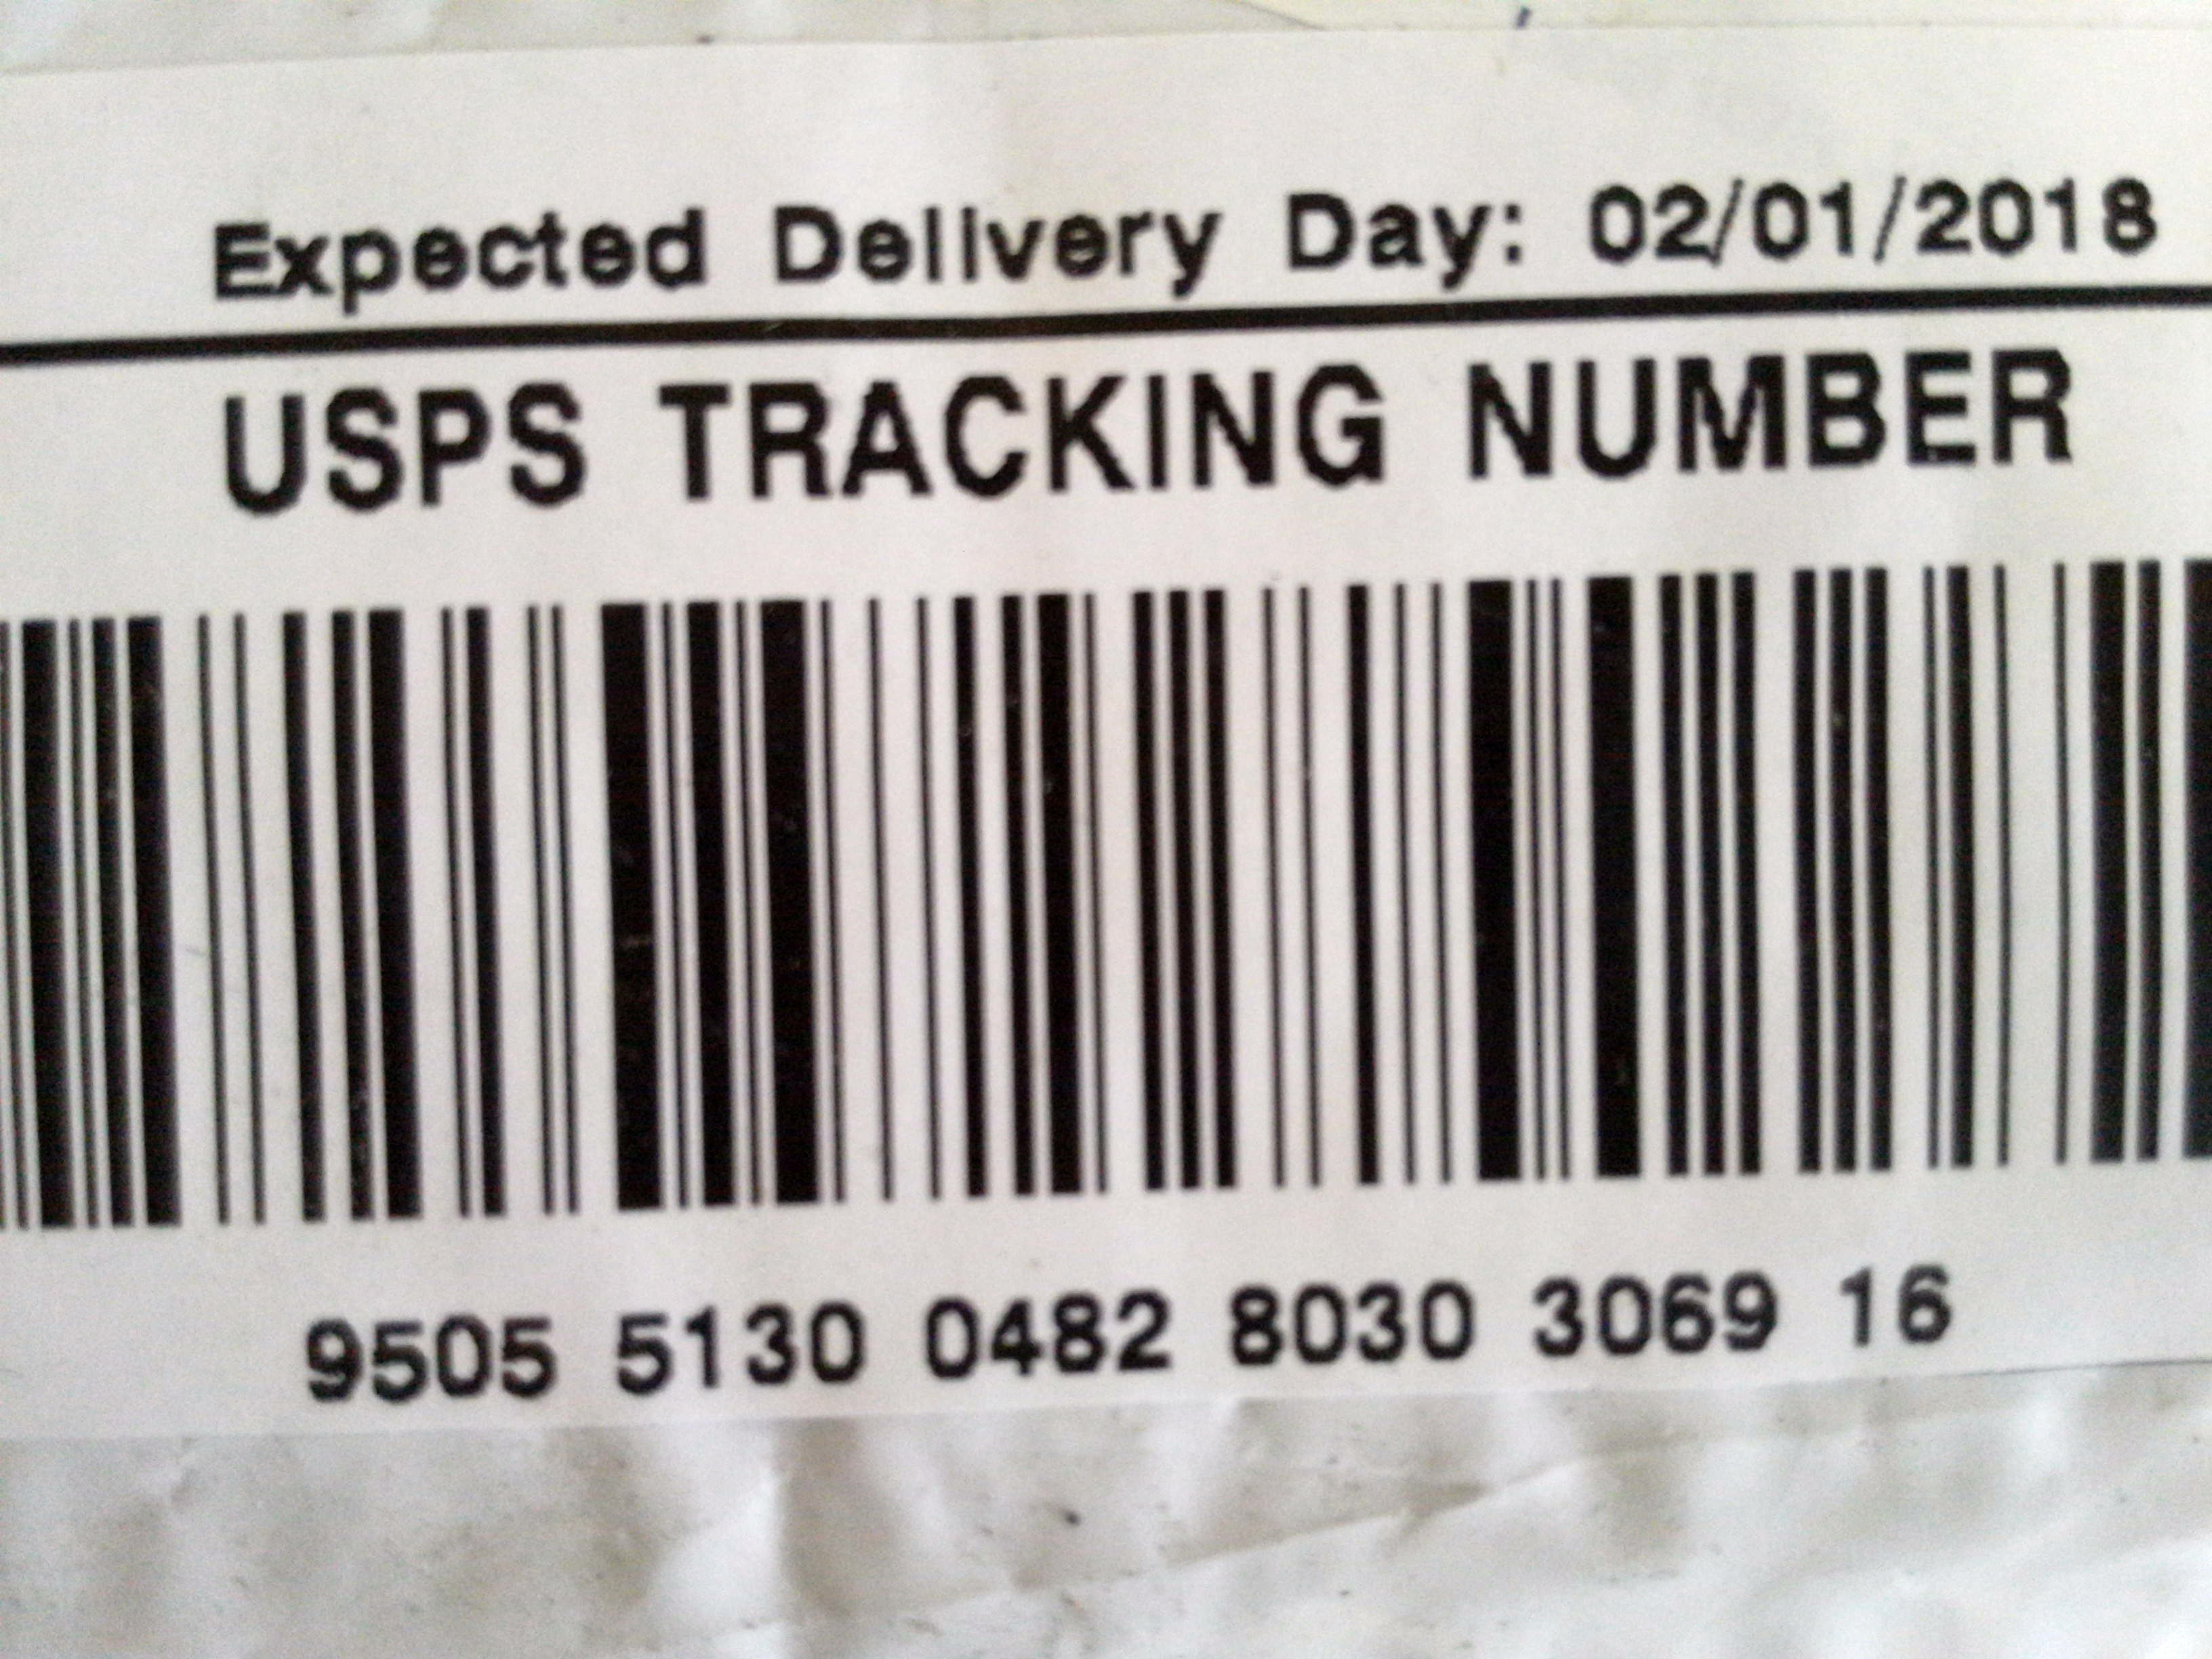 Expected Delivery Day: 02/01/2018
USPS TRACKING NUMBER
9505 5130 0482 8030 3069 16